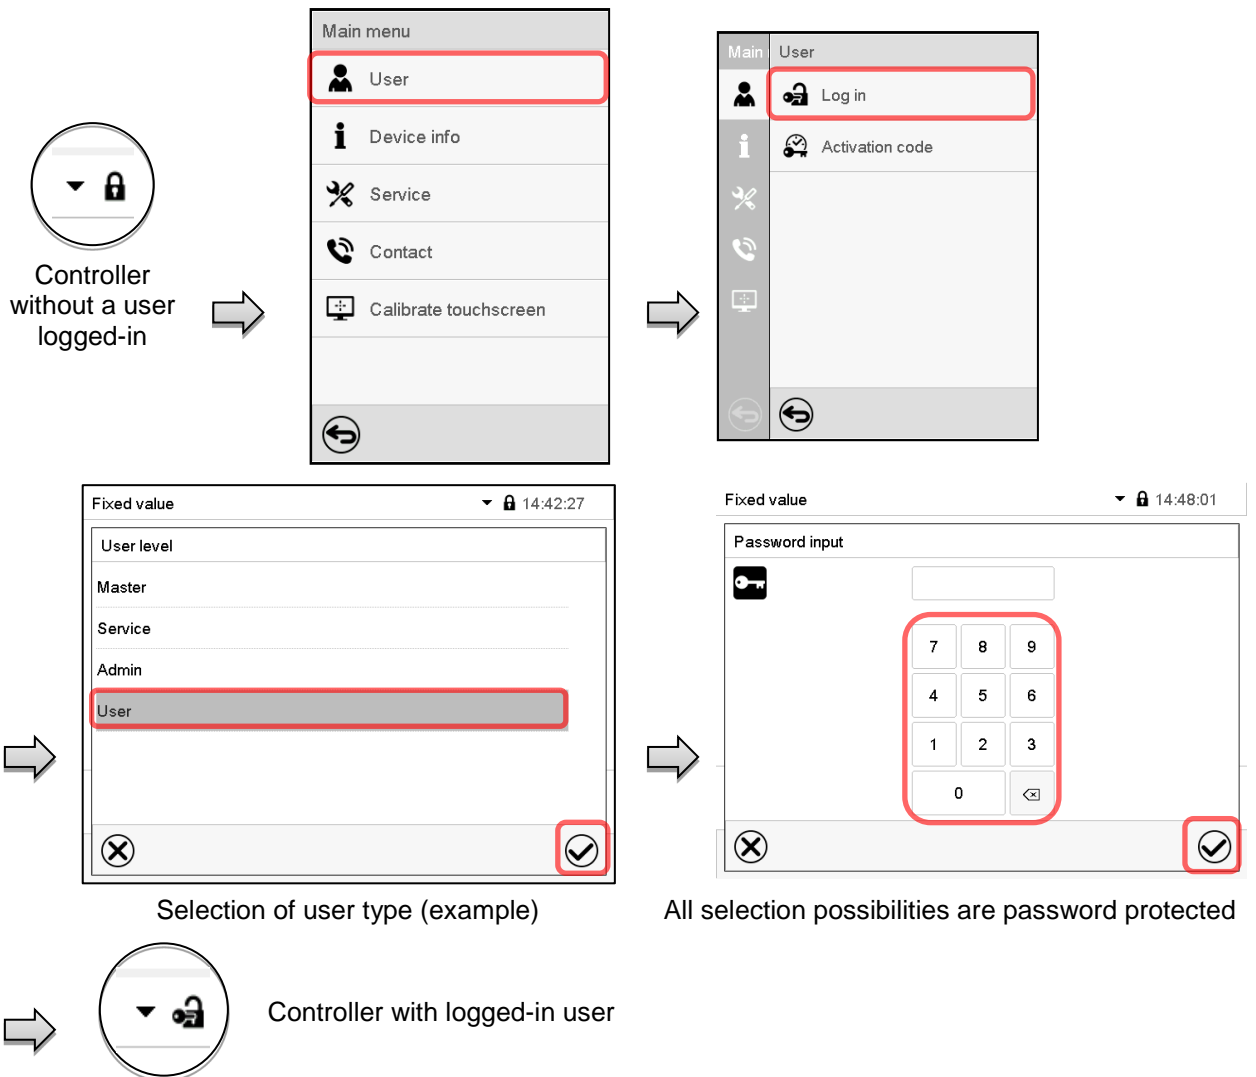 Main menu
User
Device info
Service
Contact
Calibrate touchscreen
Main
User
Log in
Activation code
Controller
without a user
logged-in
Fixed value 14:42:27
User level
Master
Service
Admin
User
Fixed value 14:48:01
Password input
7 8 9
4 5 6
1 2 3
0
Selection of user type (example)
All selection possibilities are password protected
Controller with logged-in user